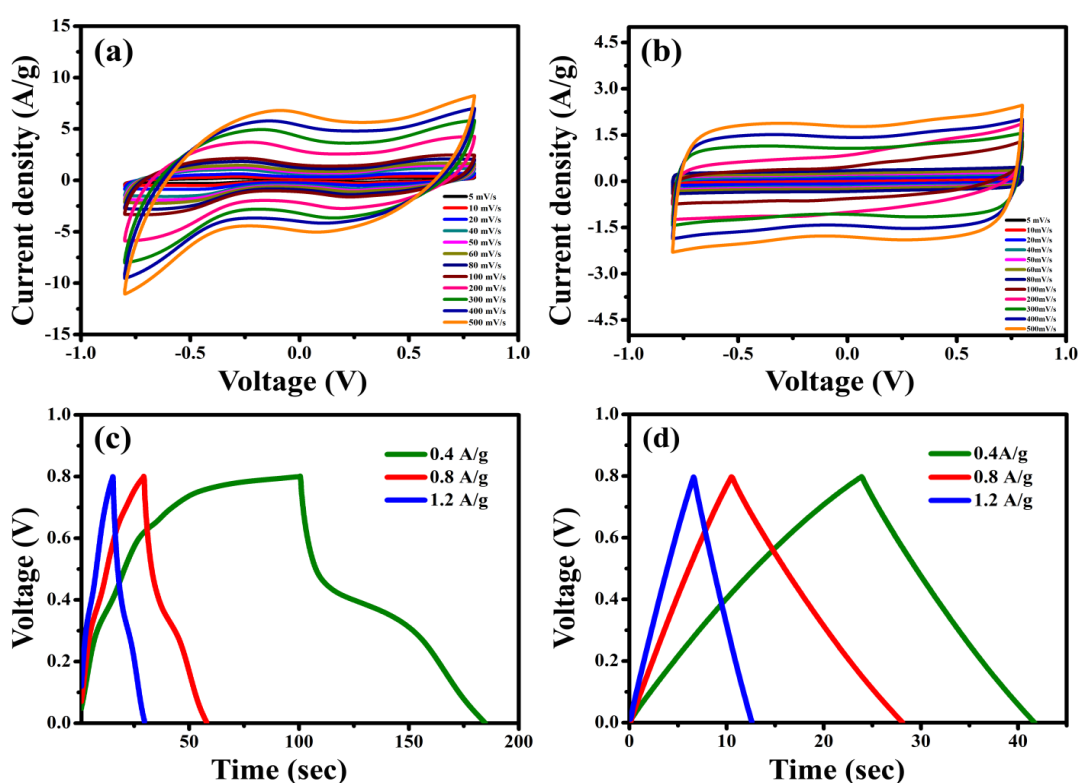 (a)
Current density (A/g)
15
10
5
0
-5
-10
-15
5 mV/s
10 mV/s
20 mV/s
40 mV/s
50 mV/s
60 mV/s
80 mV/s
100 mV/s
200 mV/s
300 mV/s
400 mV/s
500 mV/s
-1.0
-0.5
0.0
0.5
1.0
Voltage (V)
(b)
Current density (A/g)
4.5
3.0
1.5
0.0
-1.5
-3.0
-4.5
5 mV/s
10mV/s
20mV/s
40mV/s
50mV/s
60mV/s
80mV/s
100mV/s
200mV/s
300mV/s
400mV/s
500mV/s
-1.0
-0.5
0.0
0.5
1.0
Voltage (V)
(c)
Voltage (V)
1.0
0.8
0.6
0.4
0.2
0.0
0.4 A/g
0.8 A/g
1.2 A/g
50
100
150
200
Time (sec)
(d)
Voltage (V)
1.0
0.8
0.6
0.4
0.2
0.0
0.4A/g
0.8 A/g
1.2 A/g
0
10
20
30
40
Time (sec)